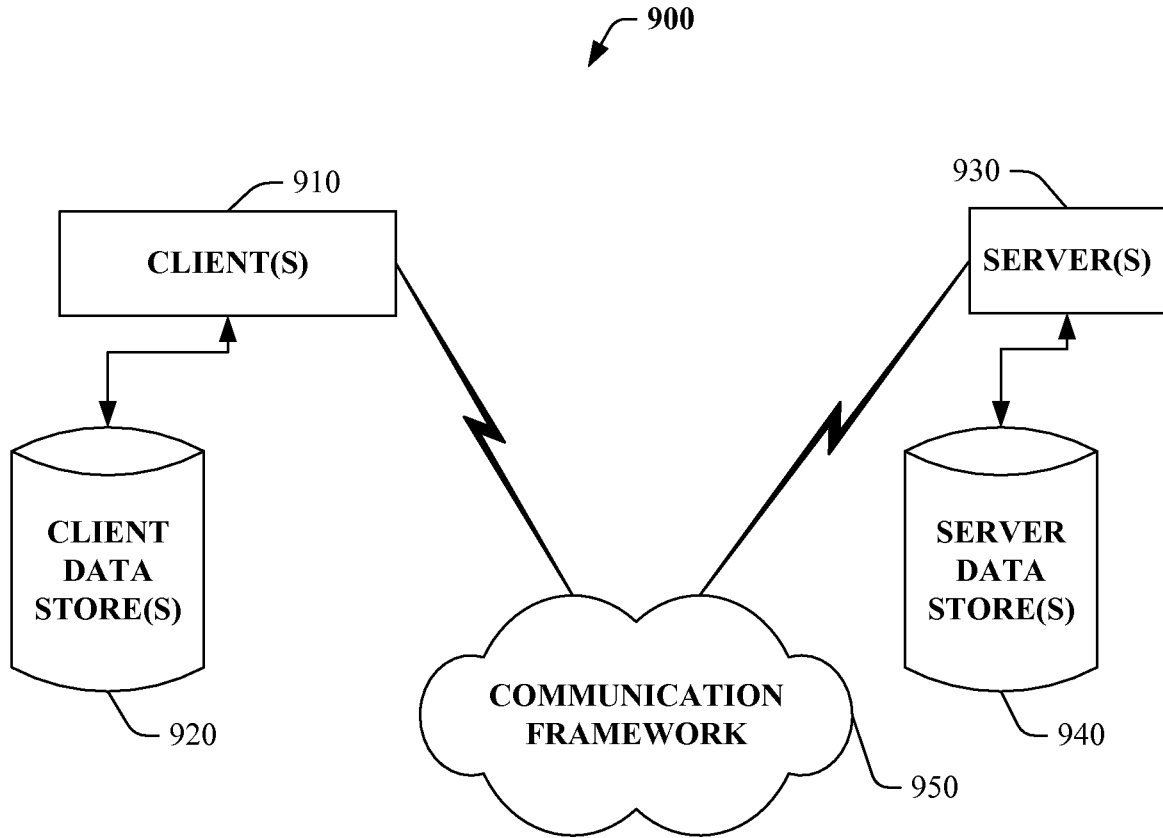 900
910
930
CLIENT(S)
SERVER(S)
CLIENT
DATA
STORE(S)
SERVER
DATA
STORE(S)
COMMUNICATION
FRAMEWORK
920
940
950